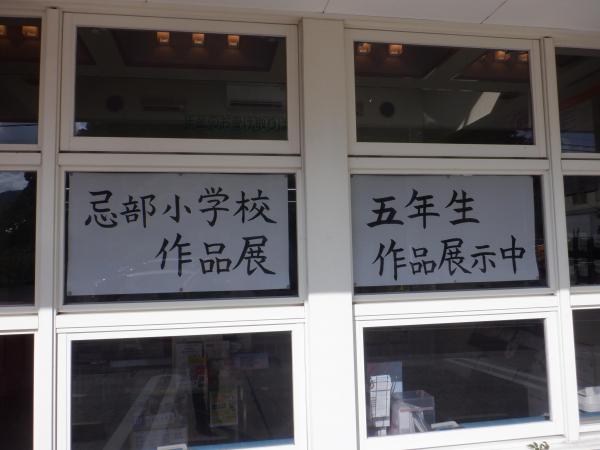 忌部小学校
作品展
五年生
作品展示中